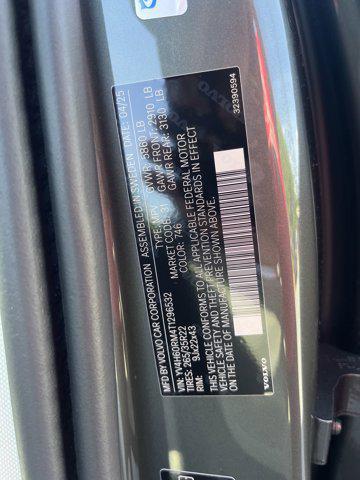 MFD BY VOLVO CAR CORPORATION ASSEMBLED IN SWEDEN DATE: 04/25
VIN: YV4H60RM4T1296532 TYPE: MPV GVWR: 5860 LB
TIRES: 265/35R22 MARKET CODE: 31 GAWR FRONT: 2910 LB
RIM: 9Jx22x43 COLOR: 746 GAWR REAR: 3130 LB
THIS VEHICLE CONFORMS TO ALL APPLICABLE FEDERAL MOTOR
VEHICLE SAFETY AND THEFT PREVENTION STANDARDS IN EFFECT
ON THE DATE OF MANUFACTURE SHOWN ABOVE
VOLVO
32390594